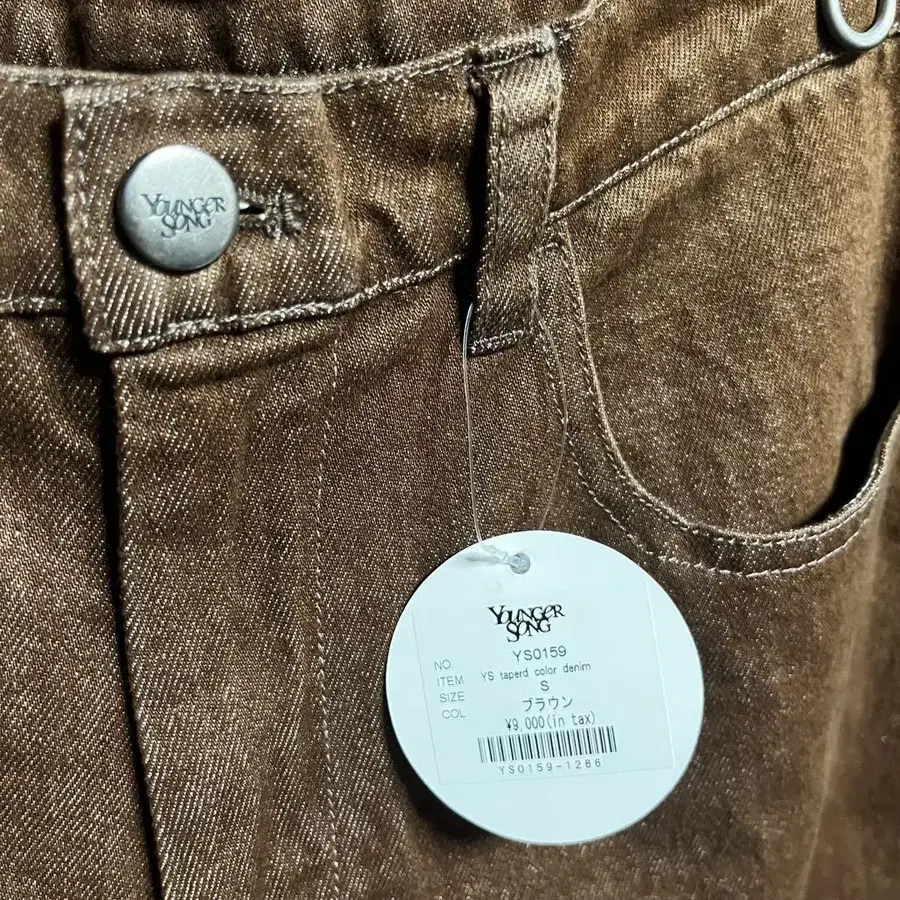 YOUNGER
SONG
YOUNGER
SONG
NO. YS0159
ITEM YS taperd color denim
SIZE S
COL ブラウン
¥9,000(in tax)
YS0159-1266